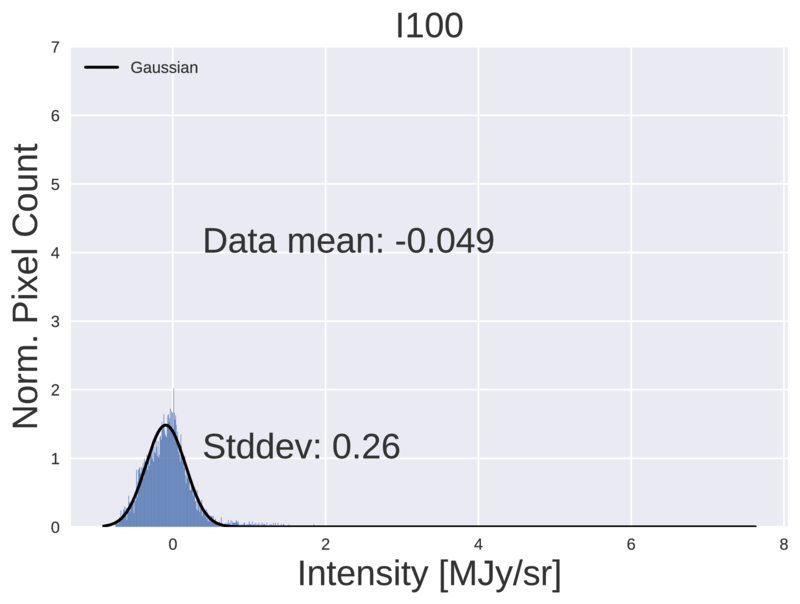 I100
7
Gaussian
6
5
Data mean: -0.049
4
3
2
Stddev: 0.26
1
0
0 2 4 6 8
Norm. Pixel Count
Intensity [MJy/sr]